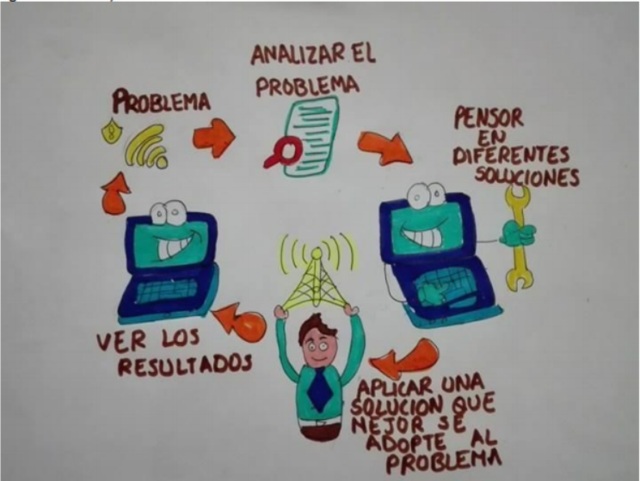 PROBLEMA
ANALIZAR EL
PROBLEMA
PENSOR
EN
DIFERENTES
SOLUCIONES
APLICAR UNA
SOLUCION QUE
MEJOR SE
ADOPTE AL
PROBLEMA
VER LOS
RESULTADOS